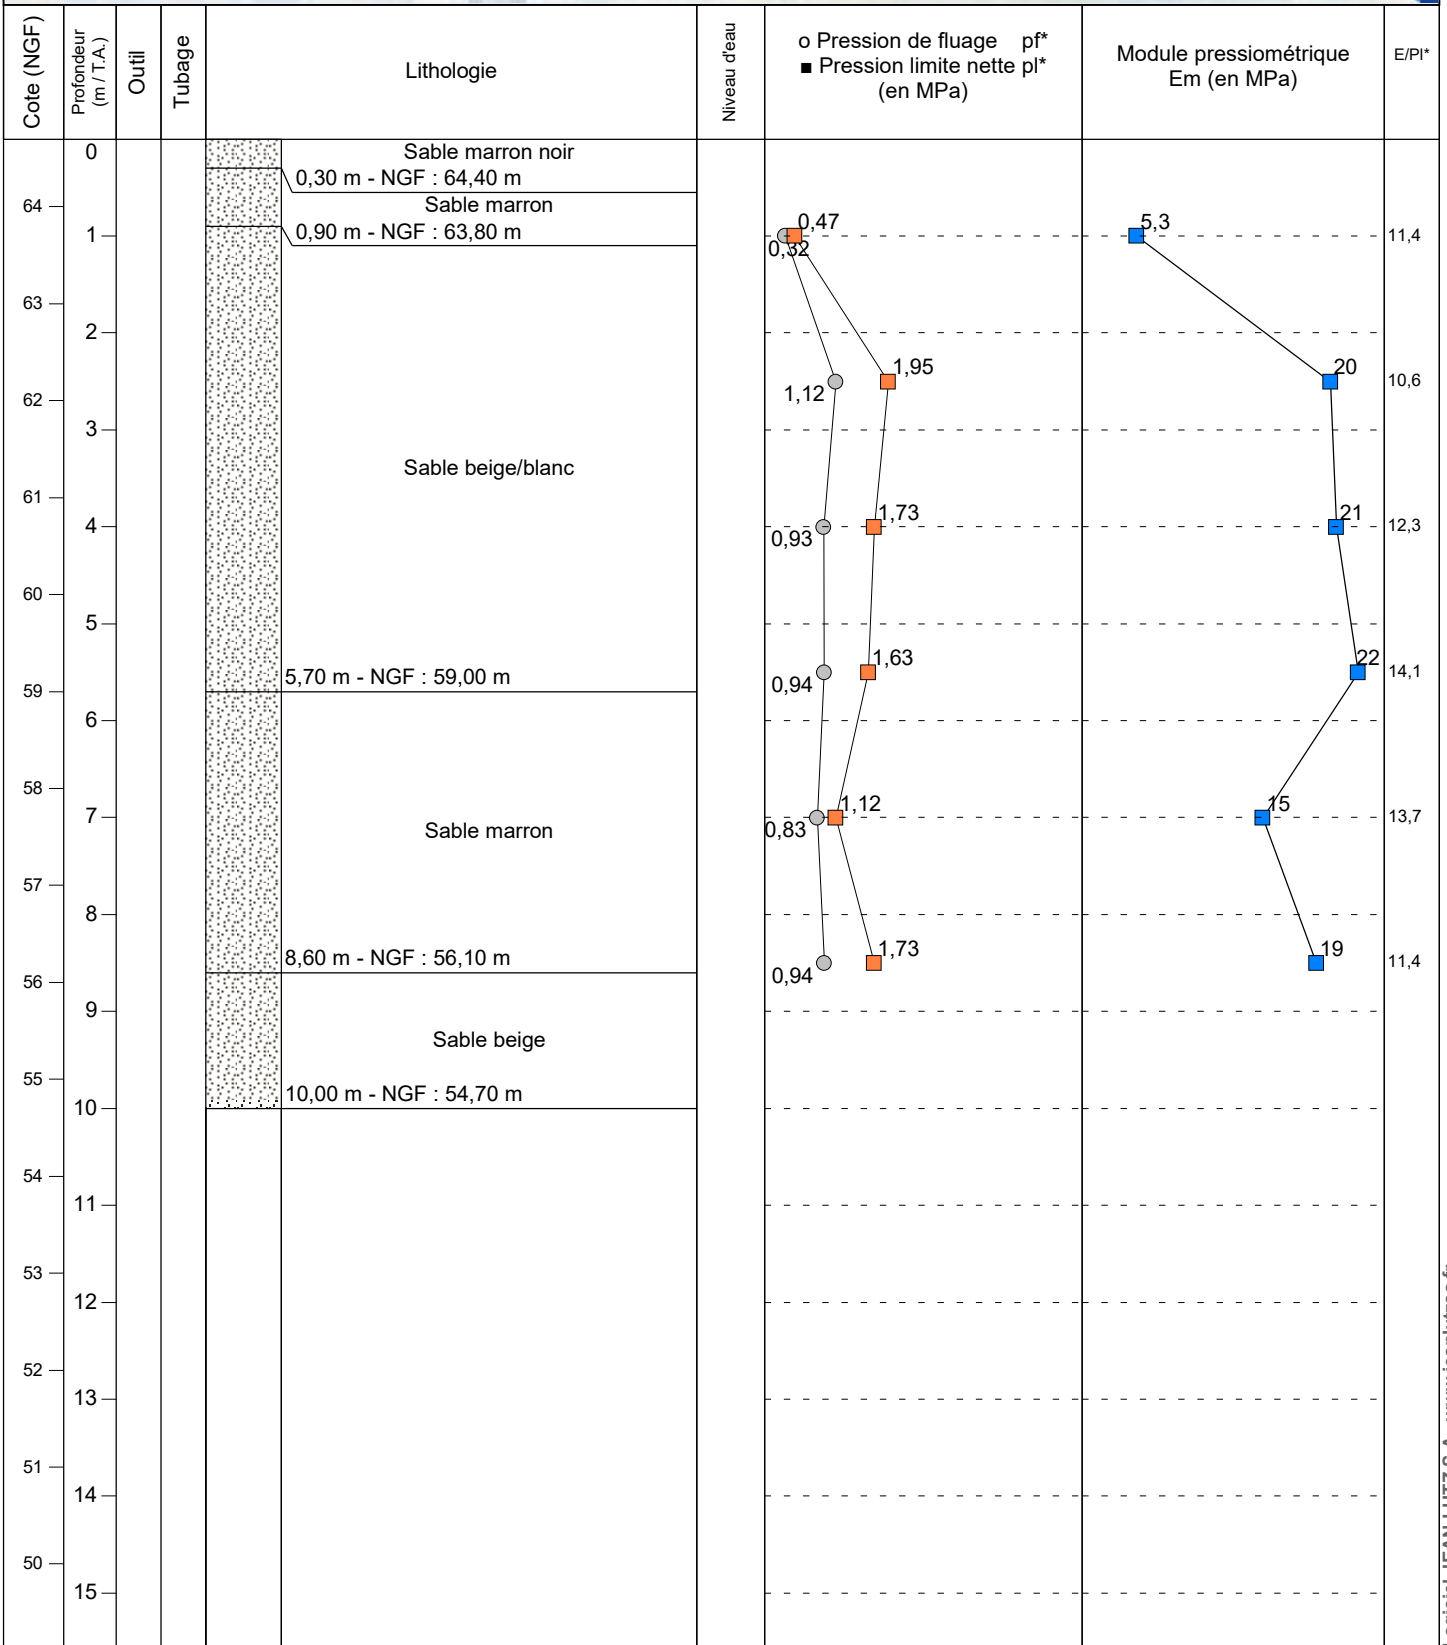 Cote (NGF)
Profondeur
(m / T.A.)
Outil
Tubage
Lithologie
Niveau d'eau
o Pression de fluage pf*
■ Pression limite nette pl*
(en MPa)
Module pressiométrique
Em (en MPa)
E/Pl*
0
Sable marron noir
0,30 m - NGF : 64,40 m
64
Sable marron
0,90 m - NGF : 63,80 m
1
0,47
0,32
5,3
11,4
63
2
1,95
1,12
20
10,6
62
3
Sable beige/blanc
61
4
1,73
0,93
21
12,3
60
5
1,63
0,94
22
14,1
5,70 m - NGF : 59,00 m
59
6
58
7
1,12
0,83
15
13,7
Sable marron
57
8
1,73
0,94
19
11,4
8,60 m - NGF : 56,10 m
56
9
Sable beige
55
10,00 m - NGF : 54,70 m
10
54
11
53
12
52
13
51
14
50
15